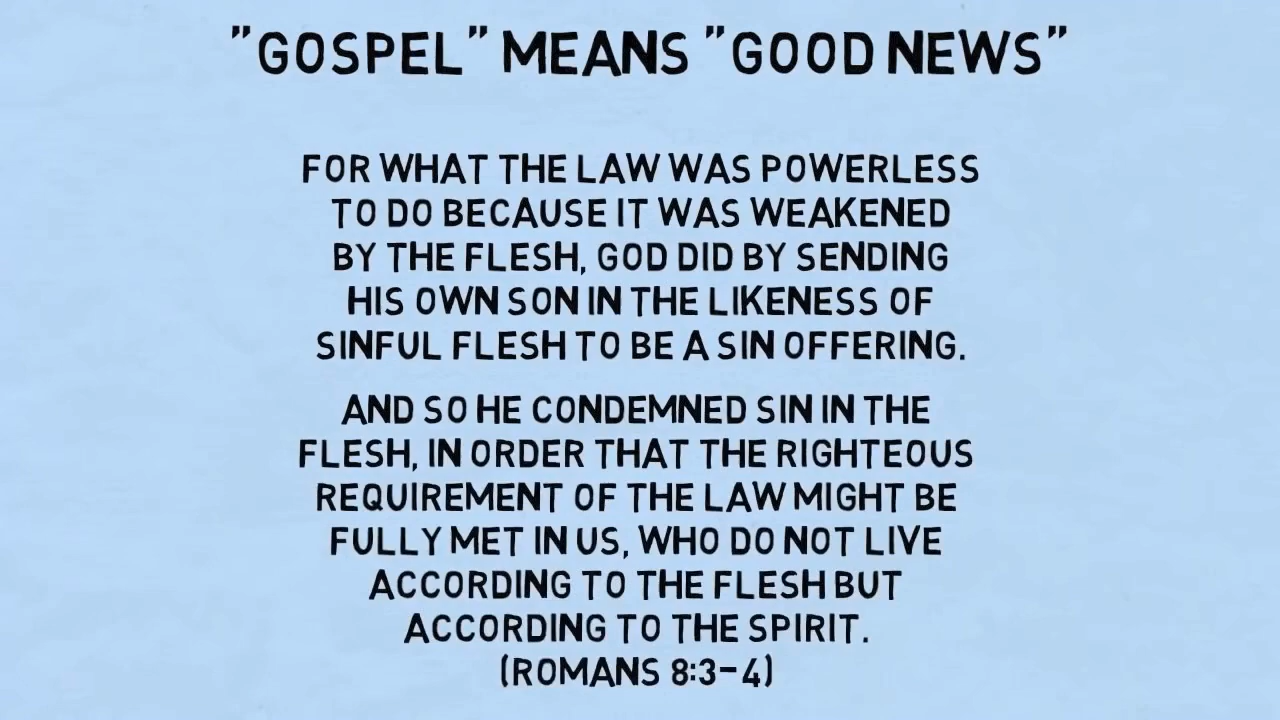 "GOSPEL" MEANS "GOOD NEWS"
FOR WHAT THE LAW WAS POWERLESS
TO DO BECAUSE IT WAS WEAKENED
BY THE FLESH, GOD DID BY SENDING
HIS OWN SON IN THE LIKENESS OF
SINFUL FLESH TO BE A SIN OFFERING.
AND SO HE CONDEMNED SIN IN THE
FLESH, IN ORDER THAT THE RIGHTEOUS
REQUIREMENT OF THE LAW MIGHT BE
FULLY MET IN US, WHO DO NOT LIVE
ACCORDING TO THE FLESH BUT
ACCORDING TO THE SPIRIT.
(ROMANS 8:3-4)